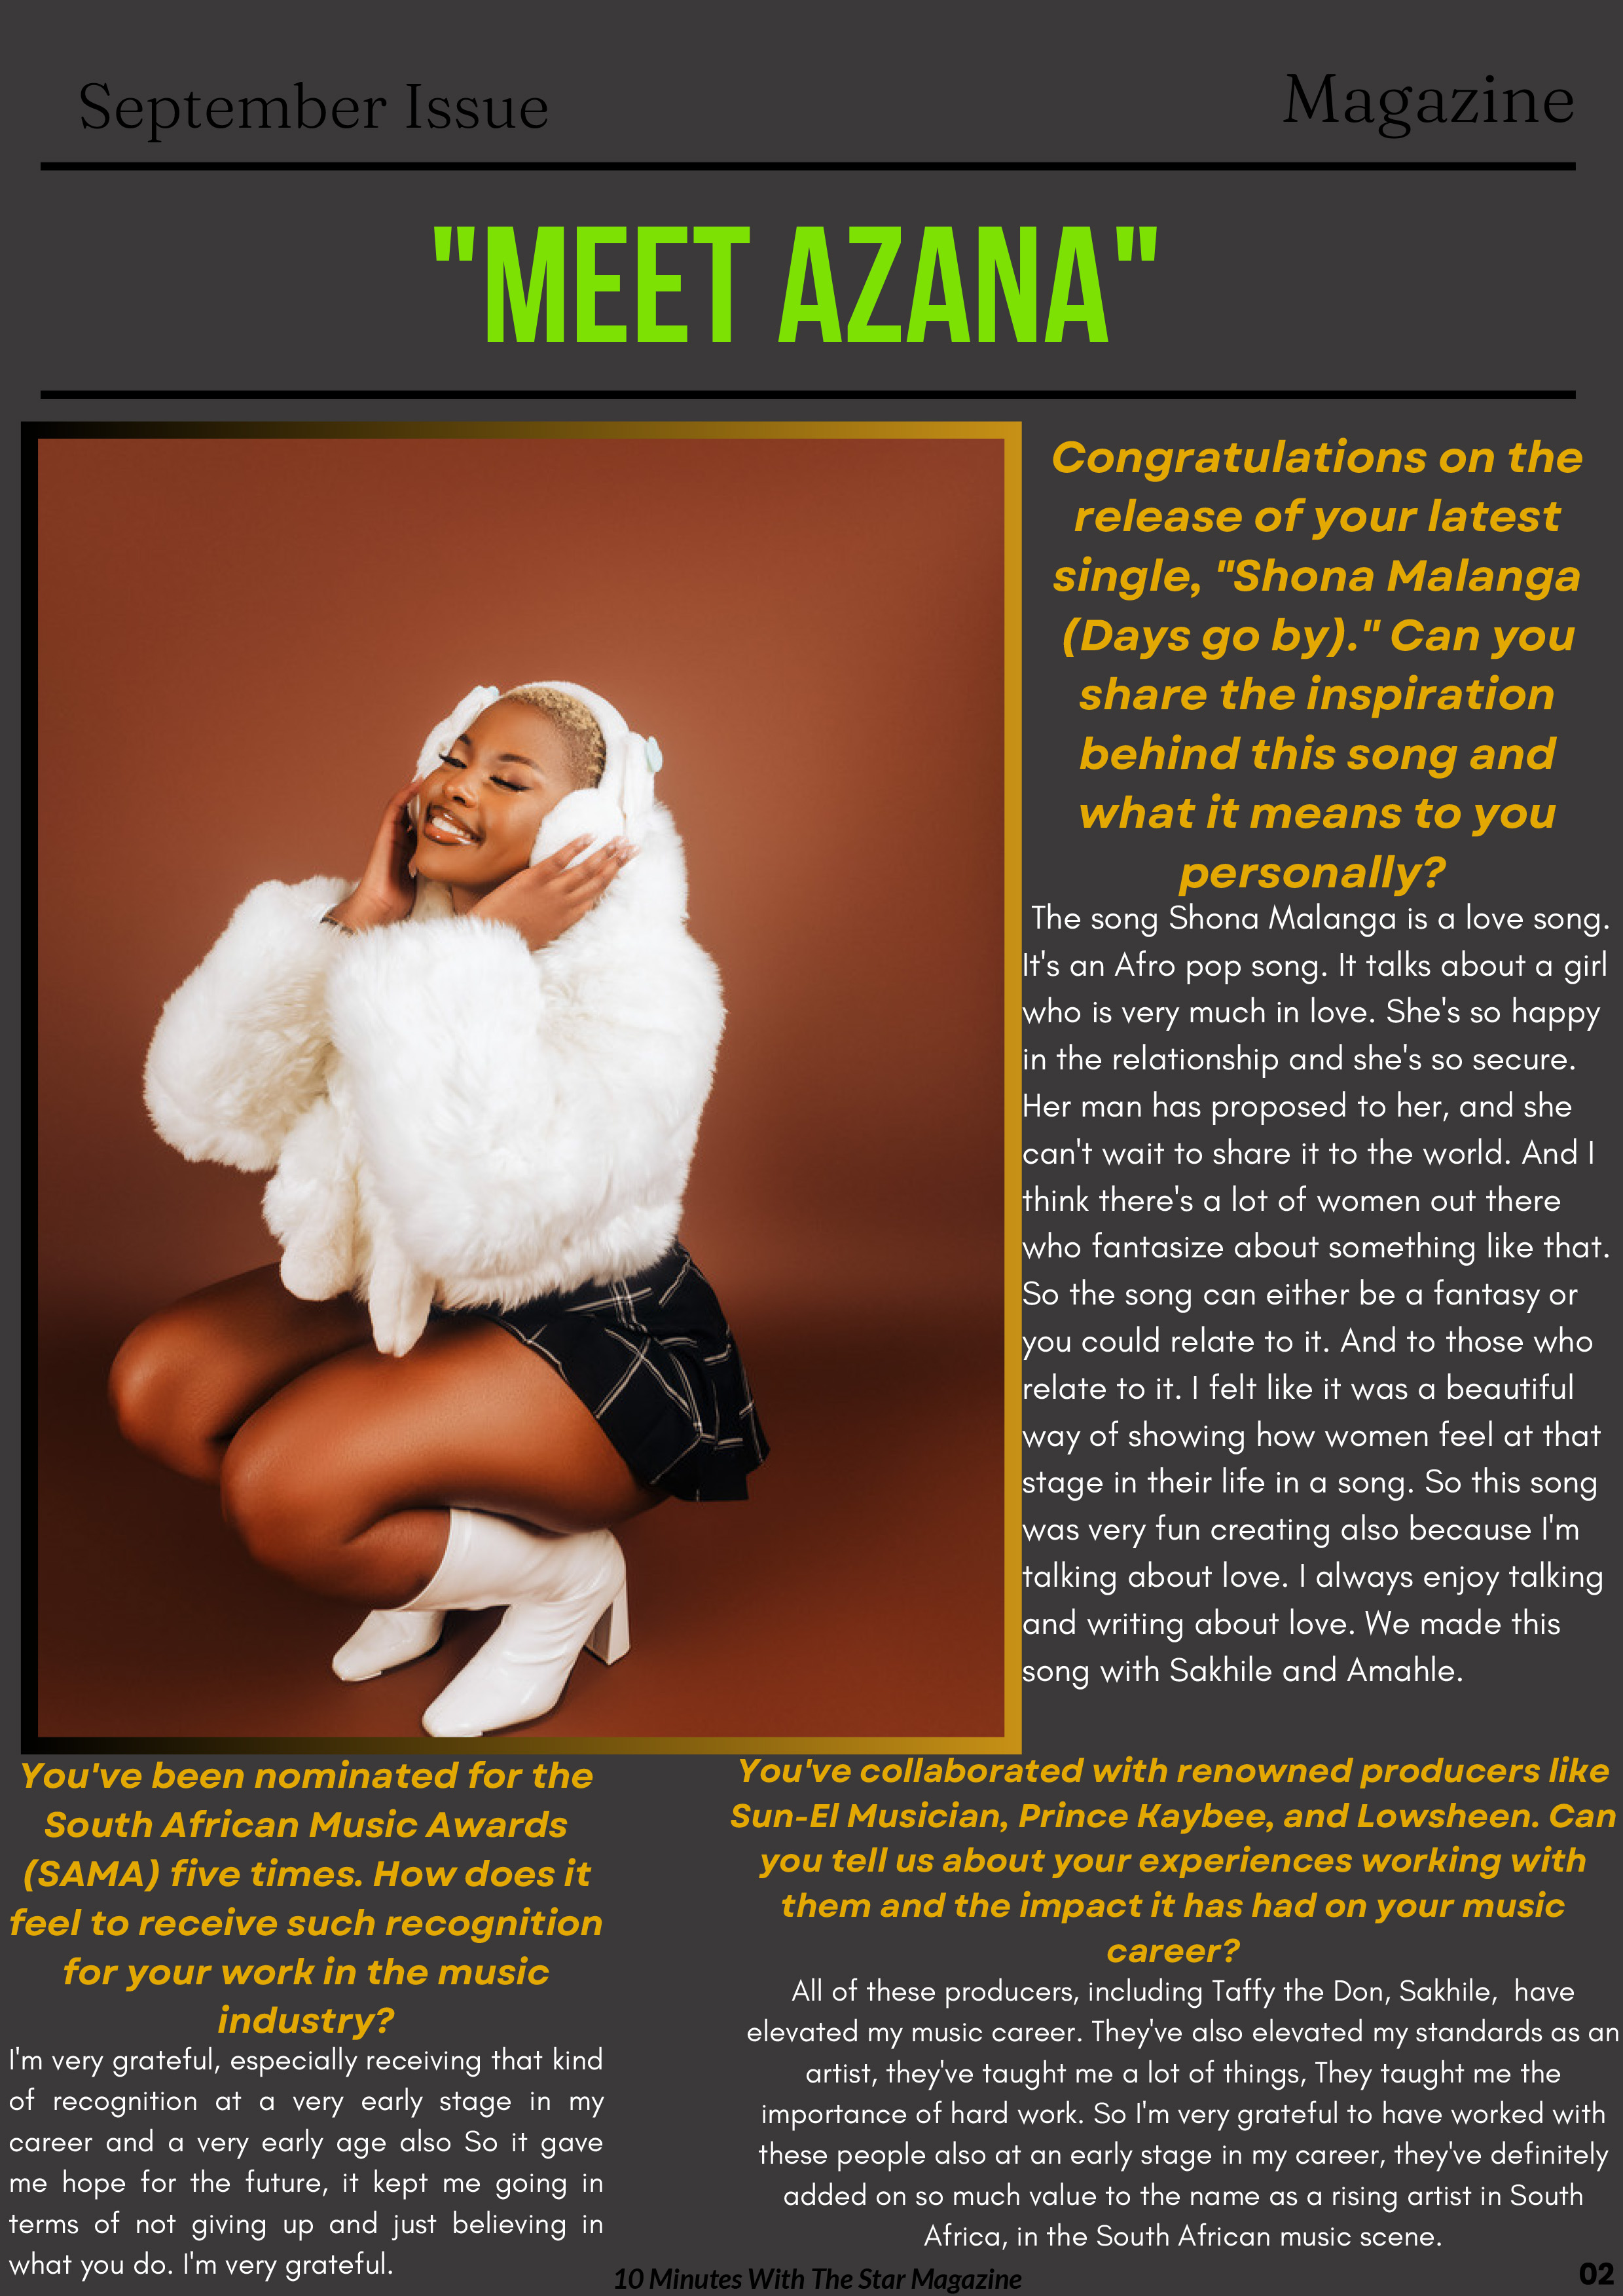 September Issue
Magazine
"MEET AZANA"
Congratulations on the
release of your latest
single, "Shona Malanga
(Days go by)." Can you
share the inspiration
behind this song and
what it means to you
personally?
The song Shona Malanga is a love song.
It's an Afro pop song. It talks about a girl
who is very much in love. She's so happy
in the relationship and she's so secure.
Her man has proposed to her, and she
can't wait to share it to the world. And I
think there's a lot of women out there
who fantasize about something like that.
So the song can either be a fantasy or
you could relate to it. And to those who
relate to it. I felt like it was a beautiful
way of showing how women feel at that
stage in their life in a song. So this song
was very fun creating also because I'm
talking about love. I always enjoy talking
and writing about love. We made this
song with Sakhile and Amahle.
You've been nominated for the
South African Music Awards
(SAMA) five times. How does it
feel to receive such recognition
for your work in the music
industry?
I'm very grateful, especially receiving that kind
of recognition at a very early stage in my
career and a very early age also So it gave
me hope for the future, it kept me going in
terms of not giving up and just believing in
what you do. I'm very grateful.
You've collaborated with renowned producers like
Sun-El Musician, Prince Kaybee, and Lowsheen. Can
you tell us about your experiences working with
them and the impact it has had on your music
career?
All of these producers, including Taffy the Don, Sakhile, have
elevated my music career. They've also elevated my standards as an
artist, they've taught me a lot of things, They taught me the
importance of hard work. So I'm very grateful to have worked with
these people also at an early stage in my career, they've definitely
added on so much value to the name as a rising artist in South
Africa, in the South African music scene.
10 Minutes With The Star Magazine
02